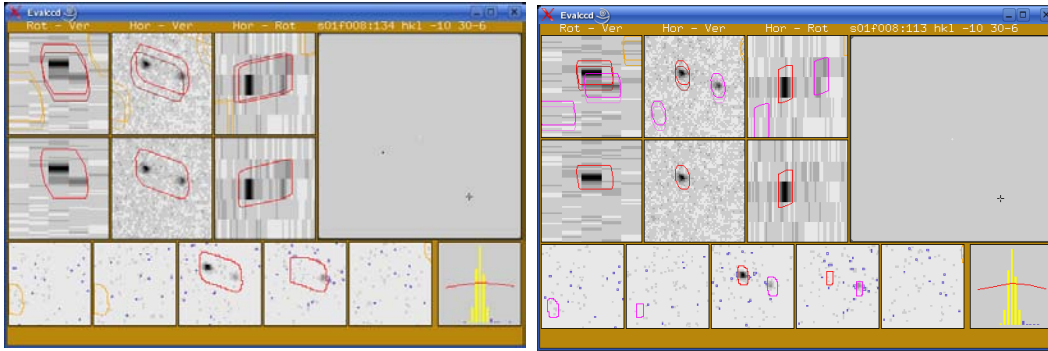 Evalccd
Rot - Ver Hor - Ver Hor - Rot s01f008:134 hkl -10 30-6
Evalccd
Rot - Ver Hor - Ver Hor - Rot s01f008:113 hkl -10 30-6